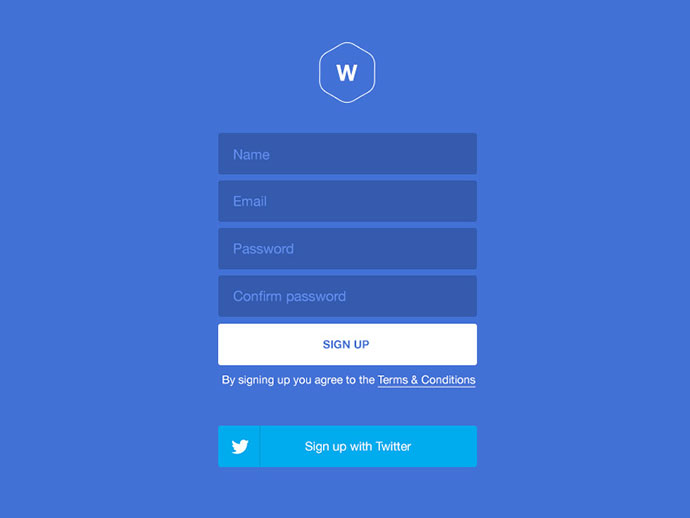 W
Name
Email
Password
Confirm password
SIGN UP
By signing up you agree to the Terms & Conditions
Sign up with Twitter